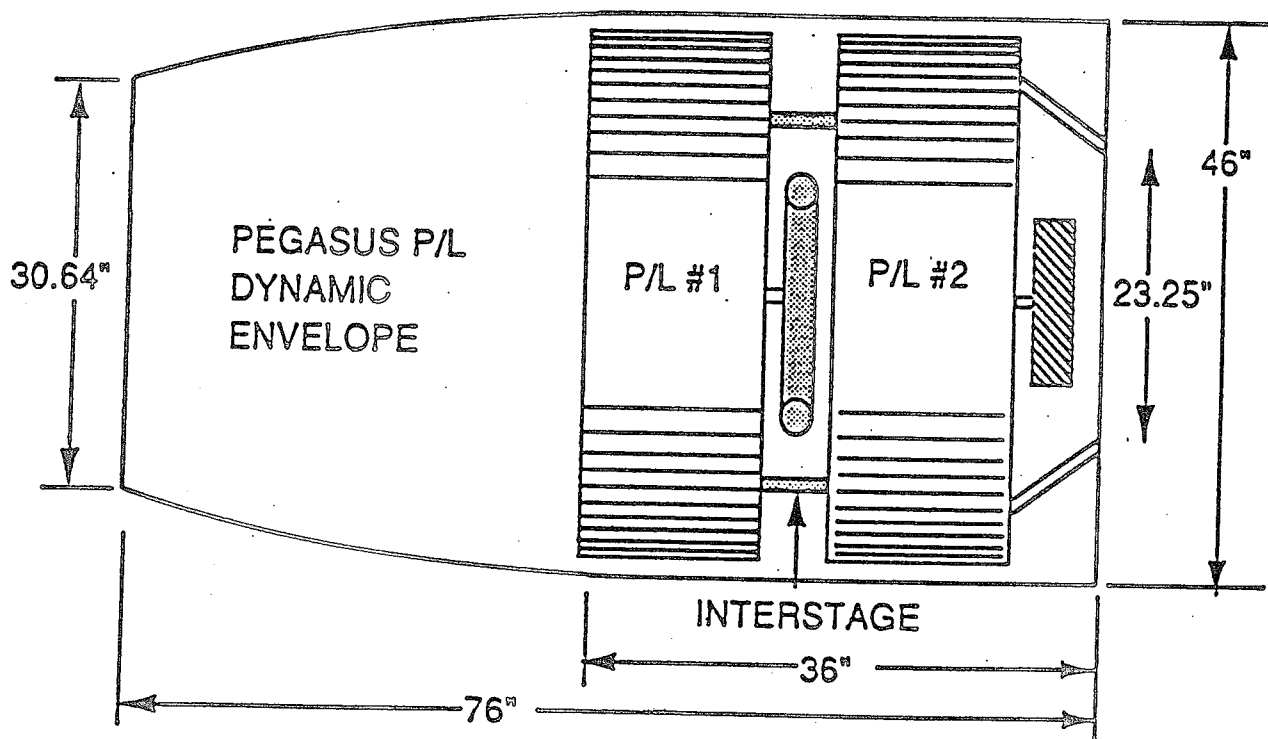 30.64"
PEGASUS P/L
DYNAMIC
ENVELOPE
P/L #1
P/L #2
46"
23.25"
INTERSTAGE
36"
76"